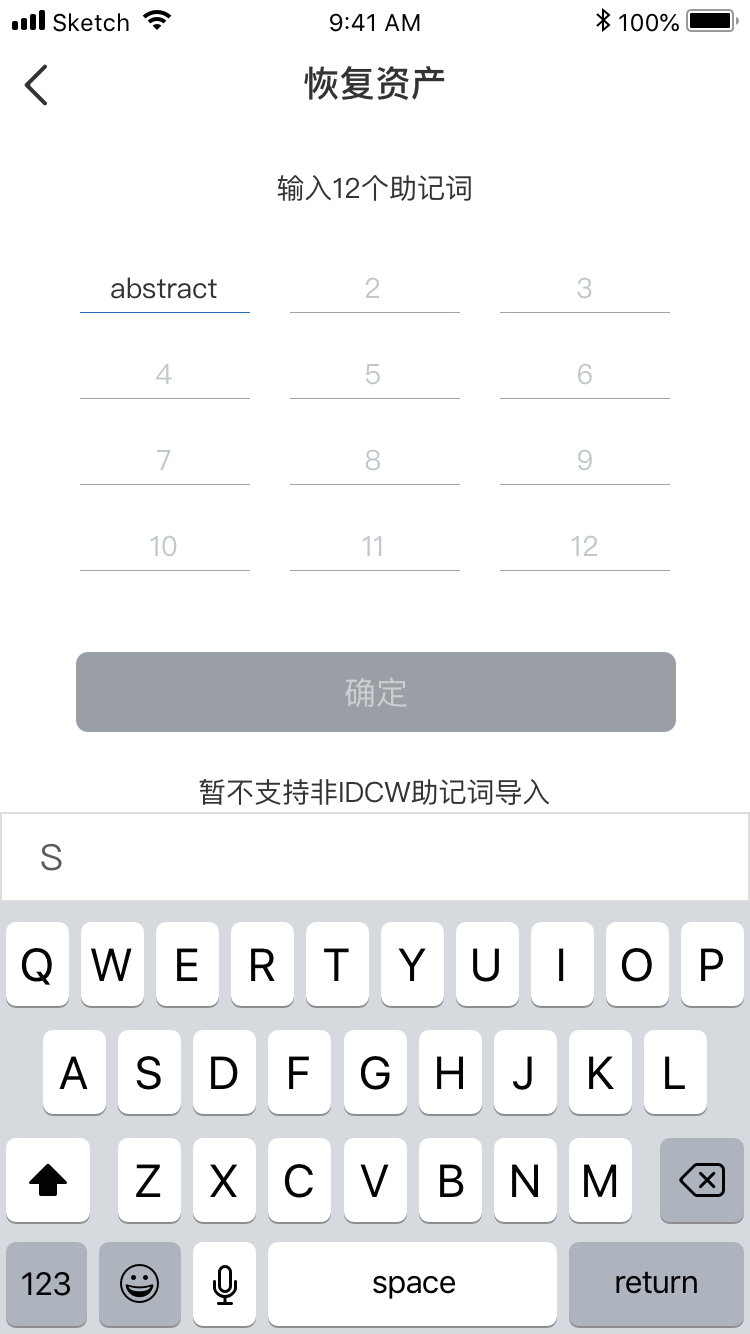 Sketch 9:41 AM 100%
恢复资产
输入12个助记词
abstract 2 3
4 5 6
7 8 9
10 11 12
确定
暂不支持非IDCW助记词导入
S
Q W E R T Y U I O P
A S D F G H J K L
Z X C V B N M
123 space return